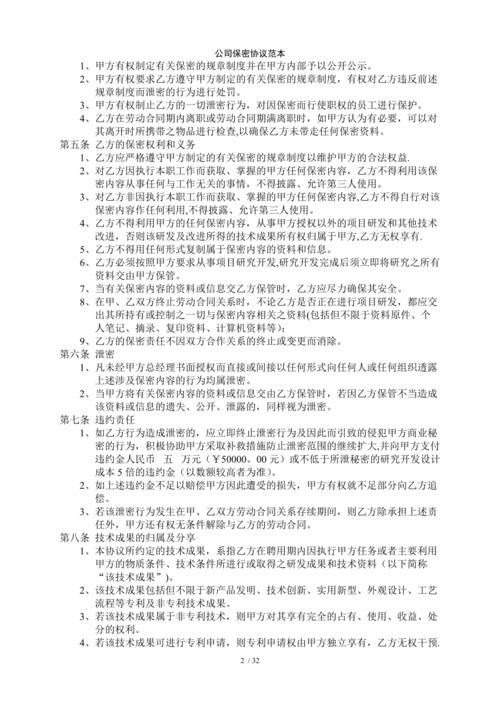 公司保密协议范本
1、甲方有权制定有关保密的规章制度并在甲方内部予以公开公示。
2、甲方有权要求乙方遵守甲方制定的有关保密的规章制度，有权对乙方违反前述
规章制度而泄密的行为进行处罚。
3、甲方有权制止乙方的一切泄密行为，对因保密而行使职权的员工进行保护。
4、乙方在劳动合同期内离职或劳动合同期满离职时，如甲方认为有必要，可以对
其离开时所携带之物品进行检查,以确保乙方未带走任何保密资料。
第五条 乙方的保密权利和义务
1、乙方应严格遵守甲方制定的有关保密的规章制度以维护甲方的合法权益.
2、对乙方因执行本职工作而获取、掌握的甲方任何保密内容，乙方不得利用该保
密内容从事任何与工作无关的事情，不得披露、允许第三人使用。
3、对乙方非因执行本职工作而获取、掌握的甲方任何保密内容,乙方不得自行对该
保密内容作任何利用,不得披露、允许第三人使用。
4、乙方不得利用甲方的任何保密内容，从事甲方授权以外的项目研发和其他技术
改进，否则该研发及改进所得的技术成果所有权归属于甲方,乙方无权享有.
5、乙方不得用任何形式复制属于保密内容的资料和信息。
6、乙方必须按照甲方要求从事项目研究开发,研究开发完成后须立即将研究之所有
资料交由甲方保管。
7、当有关保密内容的资料或信息交乙方保管时，乙方应尽力确保其安全。
8、在甲、乙双方终止劳动合同关系时，不论乙方是否正在进行项目研发，都应交
出其所持有或控制之一切与保密内容相关之资料(包括但不限于资料原件、个
人笔记、摘录、复印资料、计算机资料等)；
9、乙方的保密责任不因双方合作关系的终止或变更而消除。
第六条 泄密
1、凡未经甲方总经理书面授权而直接或间接以任何形式向任何人或任何组织透露
上述涉及保密内容的行为均属泄密。
2、当甲方将有关保密内容的资料或信息交由乙方保管时，若因乙方保管不当造成
该资料或信息的遗失、公开、泄露的，同样视为泄密。
第七条 违约责任
1、如乙方行为造成泄密的，应立即终止泄密行为及因此而引致的侵犯甲方商业秘
密的行为，积极协助甲方采取补救措施防止泄密范围的继续扩大,并向甲方支付
违约金人民币 五 万元（￥50000。00 元）或不低于所泄秘密的研究开发设计
成本 5 倍的违约金（以数额较高者为准）。
2、如上述违约金不足以赔偿甲方因此遭受的损失，甲方有权就不足部分向乙方追
偿。
3、若该泄密行为发生在甲、乙双方劳动合同关系存续期间，则乙方除承担上述责
任外，甲方还有权无条件解除与乙方的劳动合同。
第八条 技术成果的归属及分享
1、本协议所约定的技术成果，系指乙方在聘用期内因执行甲方任务或者主要利用
甲方的物质条件、技术条件所进行或取得之研发成果和技术资料（以下简称
“该技术成果”）。
2、该技术成果包括但不限于新产品发明、技术创新、实用新型、外观设计、工艺
流程等专利及非专利技术成果。
3、若该技术成果属于非专利技术，则甲方对其享有完全的占有、使用、收益、处
分的权利。
4、若该技术成果可进行专利申请，则专利申请权由甲方独立享有，乙方无权干预.
2 / 32